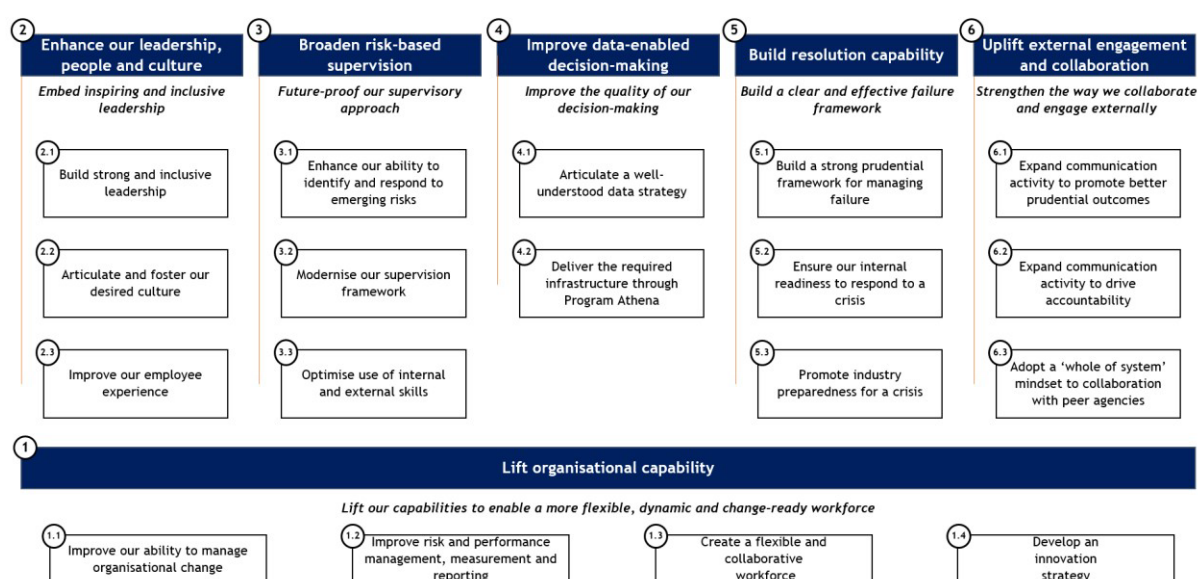 2
Enhance our leadership,
people and culture
Embed inspiring and inclusive
leadership
2.1
Build strong and inclusive
leadership
2.2
Articulate and foster our
desired culture
2.3
Improve our employee
experience
3
Broaden risk-based
supervision
Future-proof our supervisory
approach
3.1
Enhance our ability to
identify and respond to
emerging risks
3.2
Modernise our supervision
framework
3.3
Optimise use of internal
and external skills
4
Improve data-enabled
decision-making
Improve the quality of our
decision-making
4.1
Articulate a well-
understood data strategy
4.2
Deliver the required
infrastructure through
Program Athena
5
Build resolution capability
Build a clear and effective failure
framework
5.1
Build a strong prudential
framework for managing
failure
5.2
Ensure our internal
readiness to respond to a
crisis
5.3
Promote industry
preparedness for a crisis
6
Uplift external engagement
and collaboration
Strengthen the way we collaborate
and engage externally
6.1
Expand communication
activity to promote better
prudential outcomes
6.2
Expand communication
activity to drive
accountability
6.3
Adopt a ‘whole of system’
mindset to collaboration
with peer agencies
1
Lift organisational capability
Lift our capabilities to enable a more flexible, dynamic and change-ready workforce
1.1
Improve our ability to manage
organisational change
1.2
Improve risk and performance
management, measurement and
reporting
1.3
Create a flexible and
collaborative
workforce
1.4
Develop an
innovation
strategy